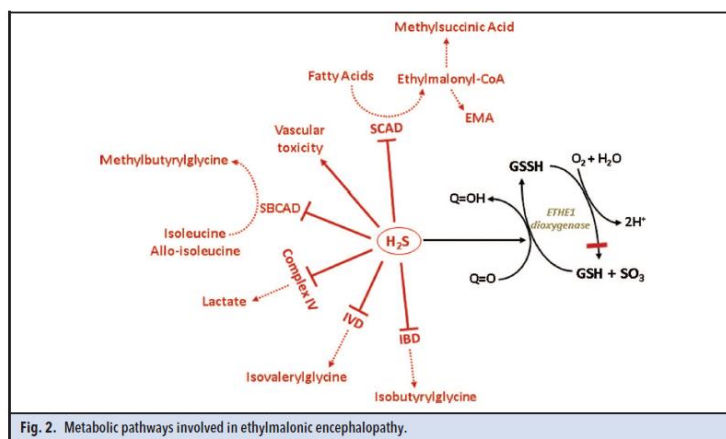 Methylsuccinic Acid
Fatty Acids
Ethylmalonyl-CoA
EMA
SCAD
Vascular
toxicity
Methylbutyrylglycine
SBCAD
Isoleucine
Allo-isoleucine
H₂S
Complex IV
Lactate
IVD
Isovalerylglycine
IBD
Isobutyrylglycine
GSSH
O₂ + H₂O
Q=OH
ETHE1
dioxygenase
2H⁺
Q=O
GSH + SO₃
Fig. 2. Metabolic pathways involved in ethylmalonic encephalopathy.